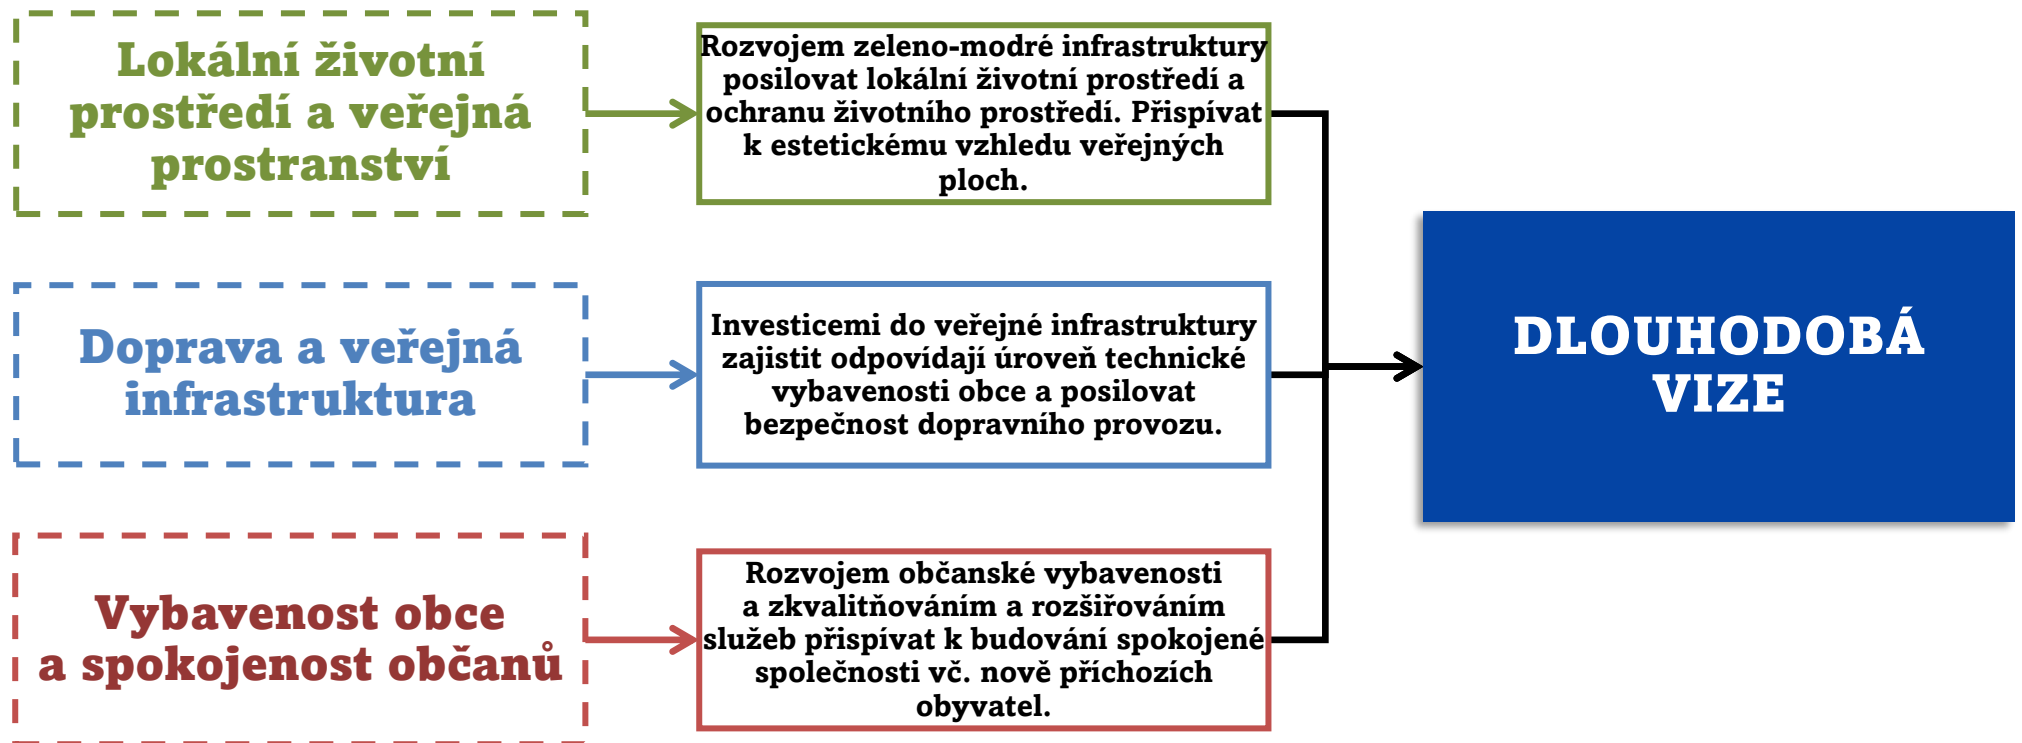 Lokální životní
prostředí a veřejná
prostranství
Rozvojem zeleno-modré infrastruktury
posilovat lokální životní prostředí a
ochranu životního prostředí. Přispívat
k estetickému vzhledu veřejných
ploch.
Doprava a veřejná
infrastruktura
Investicemi do veřejné infrastruktury
zajistit odpovídají úroveň technické
vybavenosti obce a posilovat
bezpečnost dopravního provozu.
Vybavenost obce
a spokojenost občanů
Rozvojem občanské vybavenosti
a zkvalitňováním a rozšiřováním
služeb přispívat k budování spokojené
společnosti vč. nově příchozích
obyvatel.
DLOUHODOBÁ
VIZE